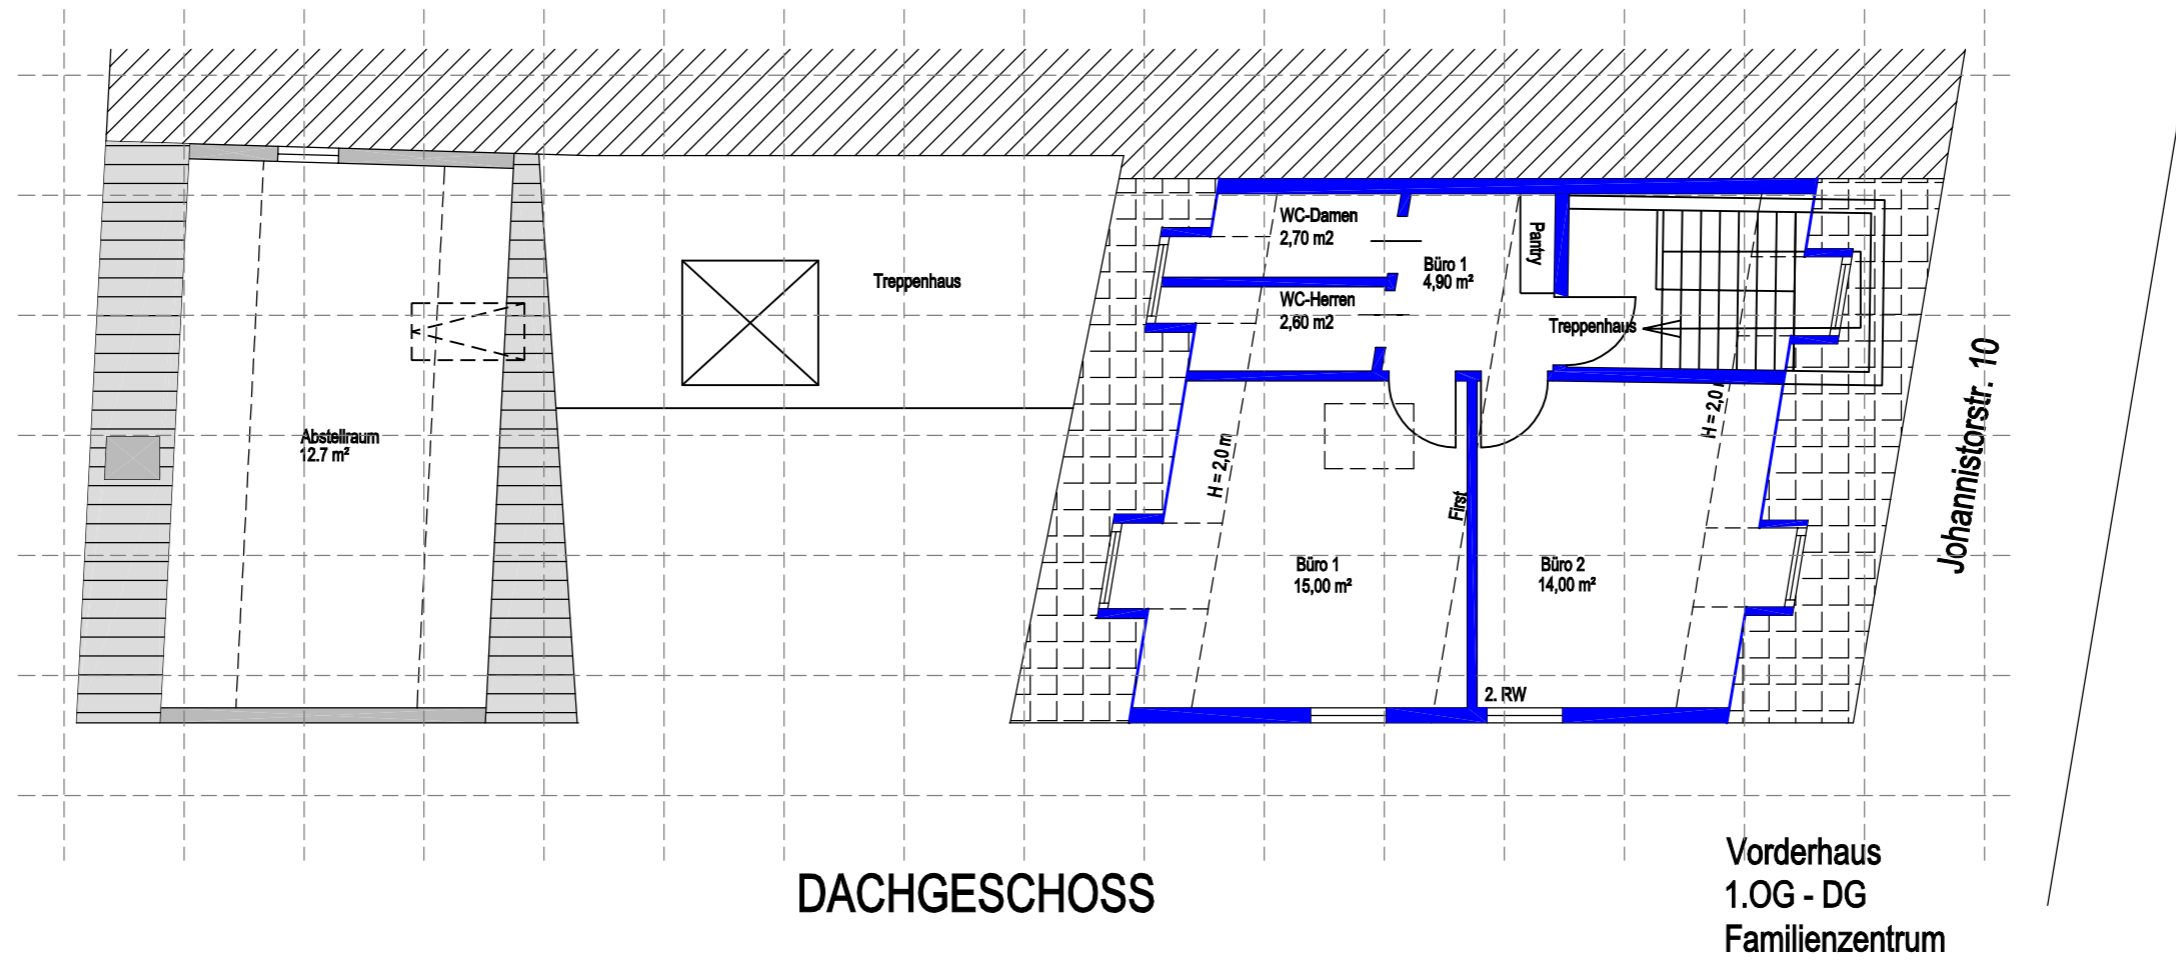 WC-Damen
2,70 m2
Pantry
Büro 1
4,90 m²
Treppenhaus
WC-Herren
2,60 m2
Treppenhaus
Johannistorstr. 10
H = 2,0 m
H = 2,0
Abstellraum
12.7 m²
First
Büro 1
15,00 m²
Büro 2
14,00 m²
2. RW
DACHGESCHOSS
Vorderhaus
1.OG - DG
Familienzentrum